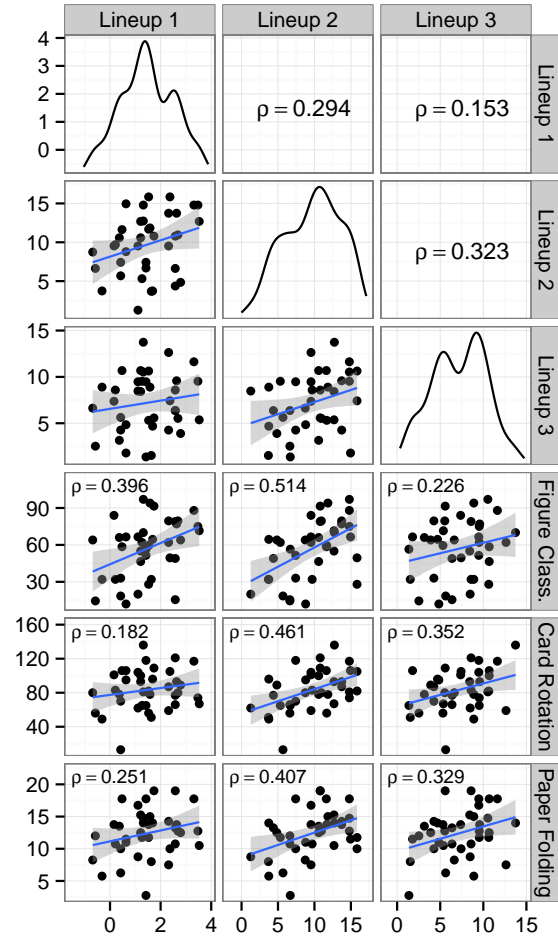 Lineup 1 Lineup 2 Lineup 3
4
3
2
1
0
ρ = 0.294
ρ = 0.153
Lineup 1
15
10
5
ρ = 0.323
Lineup 2
15
10
5
Lineup 3
90
60
30
ρ = 0.396
ρ = 0.514
ρ = 0.226
Figure Class.
160
120
80
40
ρ = 0.182
ρ = 0.461
ρ = 0.352
Card Rotation
20
15
10
5
ρ = 0.251
ρ = 0.407
ρ = 0.329
Paper Folding
0 2 4 0 5 10 15 0 5 10 15